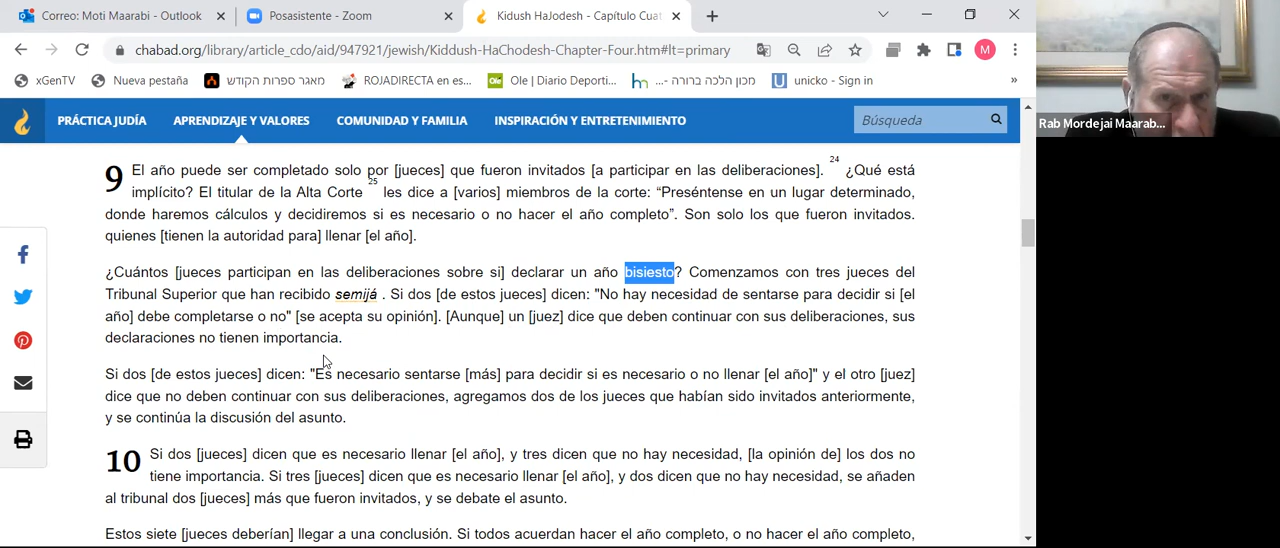 Correo: Moti Maarabi - Outlook
Posasistente - Zoom
Kidush HaJodesh - Capítulo Cuat
chabad.org/library/article_cdo/aid/947921/jewish/Kiddush-HaChodesh-Chapter-Four.htm#lt=primary
M
xGenTV
Nueva pestaña
מאגר ספרות הקודש
ROJADIRECTA en es...
Ole | Diario Deporti...
מכון הלכה ברורה -...
unicko - Sign in
»
PRÁCTICA JUDÍA
APRENDIZAJE Y VALORES
COMUNIDAD Y FAMILIA
INSPIRACIÓN Y ENTRETENIMIENTO
Búsqueda
Rab Mordejai Maarab...
9 El año puede ser completado solo por [jueces] que fueron invitados [a participar en las deliberaciones]. 24 ¿Qué está
implícito? El titular de la Alta Corte 25 les dice a [varios] miembros de la corte: “Preséntense en un lugar determinado,
donde haremos cálculos y decidiremos si es necesario o no hacer el año completo”. Son solo los que fueron invitados.
quienes [tienen la autoridad para] llenar [el año].
¿Cuántos [jueces participan en las deliberaciones sobre si] declarar un año bisiesto? Comenzamos con tres jueces del
Tribunal Superior que han recibido semijá . Si dos [de estos jueces] dicen: "No hay necesidad de sentarse para decidir si [el
año] debe completarse o no" [se acepta su opinión]. [Aunque] un [juez] dice que deben continuar con sus deliberaciones, sus
declaraciones no tienen importancia.
Si dos [de estos jueces] dicen: "Es necesario sentarse [más] para decidir si es necesario o no llenar [el año]" y el otro [juez]
dice que no deben continuar con sus deliberaciones, agregamos dos de los jueces que habían sido invitados anteriormente,
y se continúa la discusión del asunto.
10 Si dos [jueces] dicen que es necesario llenar [el año], y tres dicen que no hay necesidad, [la opinión de] los dos no
tiene importancia. Si tres [jueces] dicen que es necesario llenar [el año], y dos dicen que no hay necesidad, se añaden
al tribunal dos [jueces] más que fueron invitados, y se debate el asunto.
Estos siete [jueces deberían] llegar a una conclusión. Si todos declaran hacer el año completo, o no hacer el año completo,